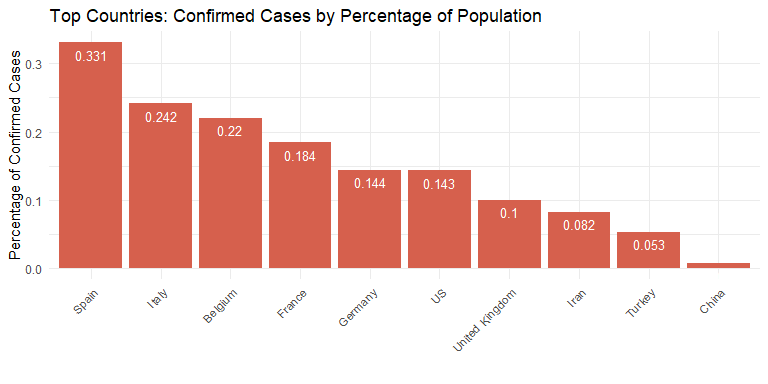 Top Countries: Confirmed Cases by Percentage of Population
Percentage of Confirmed Cases
0.3
0.2
0.1
0.0
0.331
0.242
0.22
0.184
0.144
0.143
0.1
0.082
0.053
Spain
Italy
Belgium
France
Germany
US
United Kingdom
Iran
Turkey
China